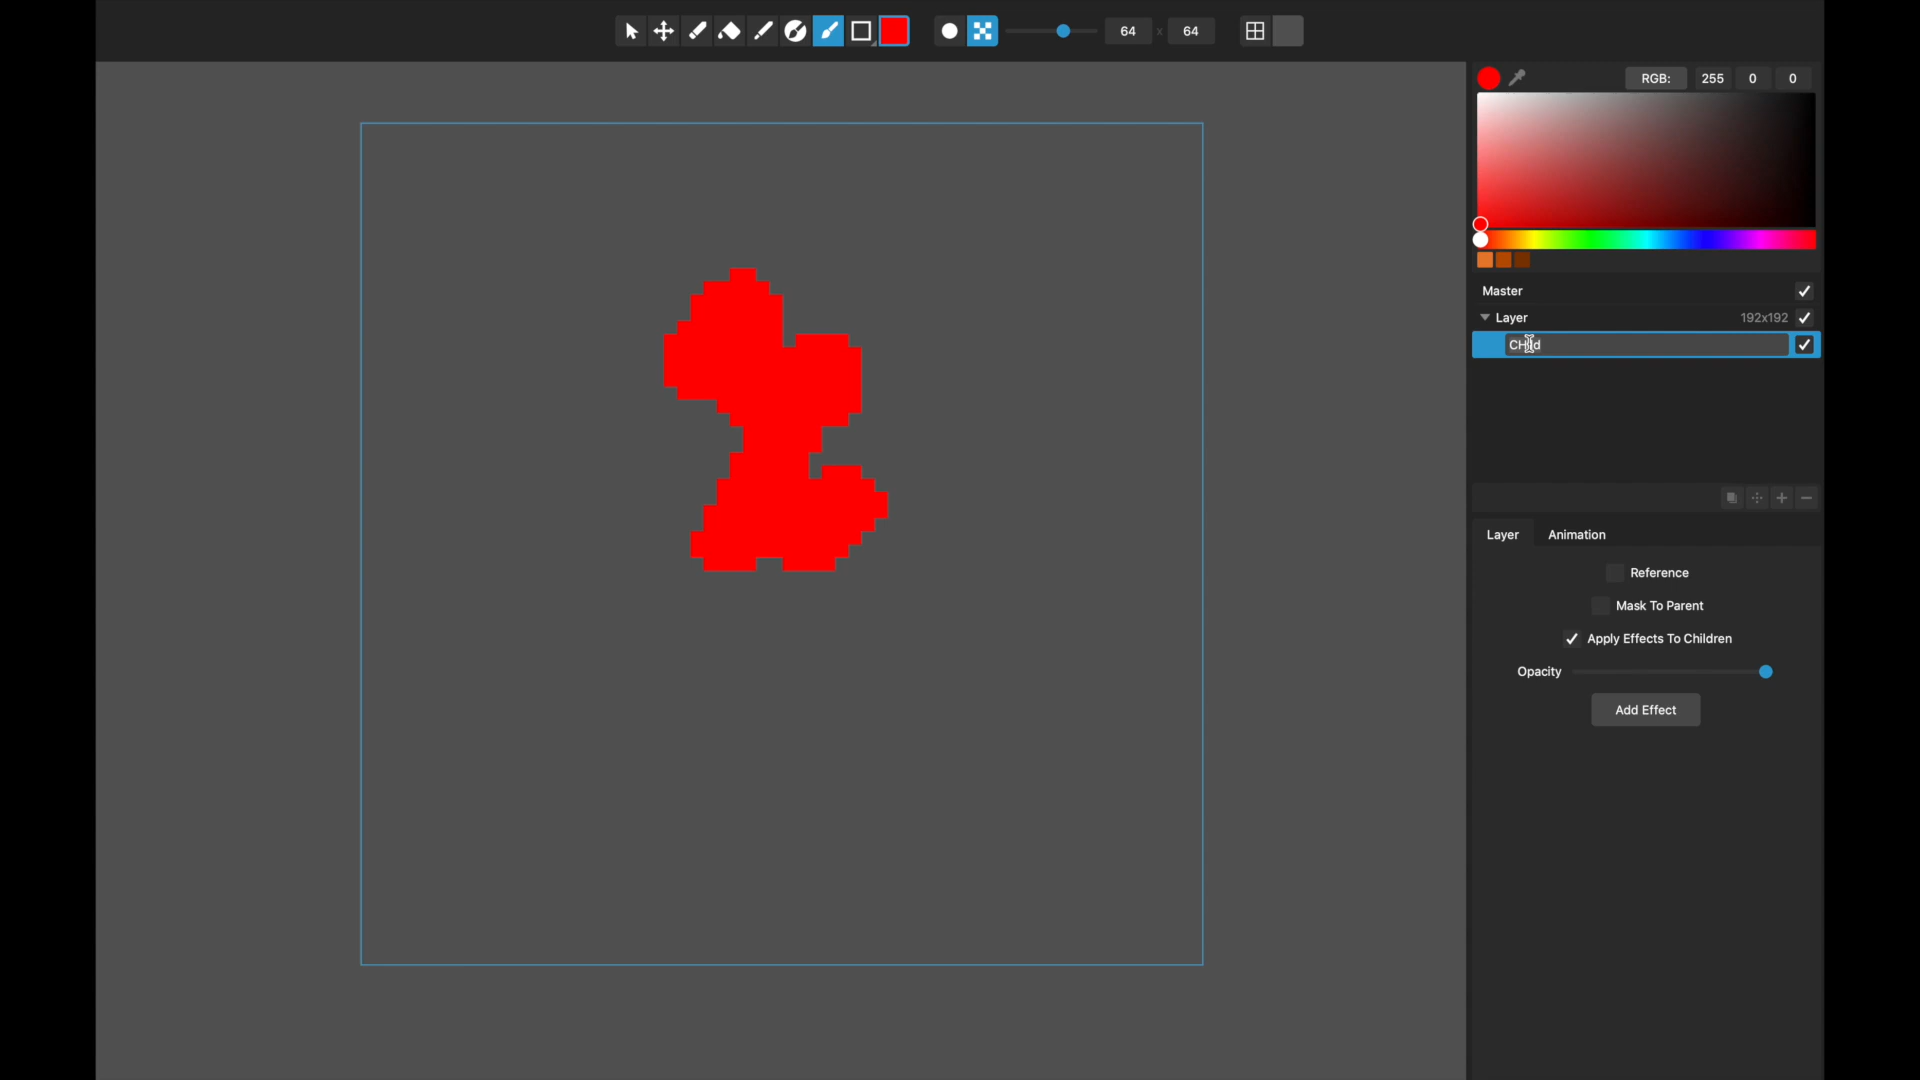 64 x 64
RGB: 255 0 0
Master
Layer 192x192
CHild
Layer Animation
Reference
Mask To Parent
Apply Effects To Children
Opacity
Add Effect